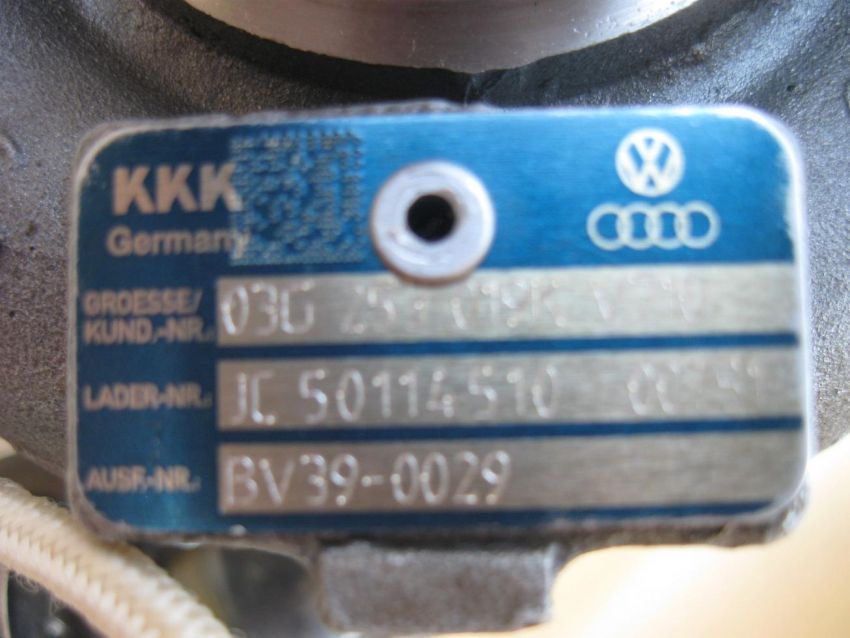 KKK
Germany
GROESSE/
KUND.-NR.: 03G
LADER-NR.: JC 50114510
AUSF.-NR.: BV39-0029